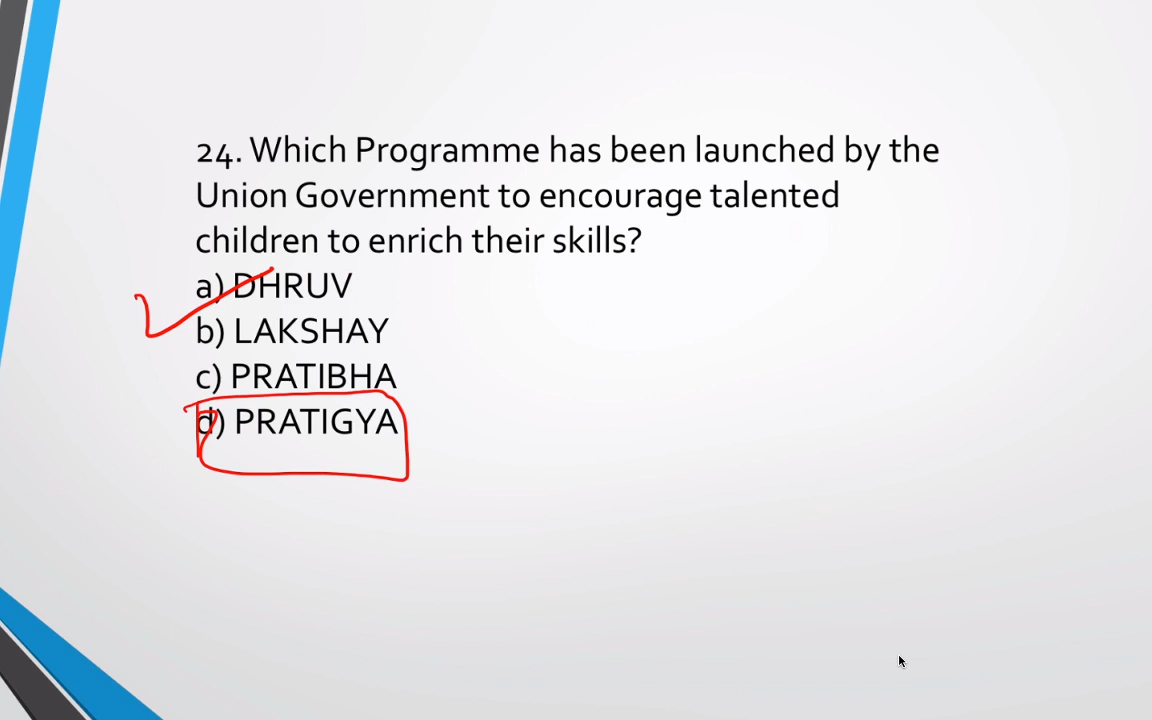 24. Which Programme has been launched by the
Union Government to encourage talented
children to enrich their skills?
a) DHRUV
b) LAKSHAY
c) PRATIBHA
d) PRATIGYA